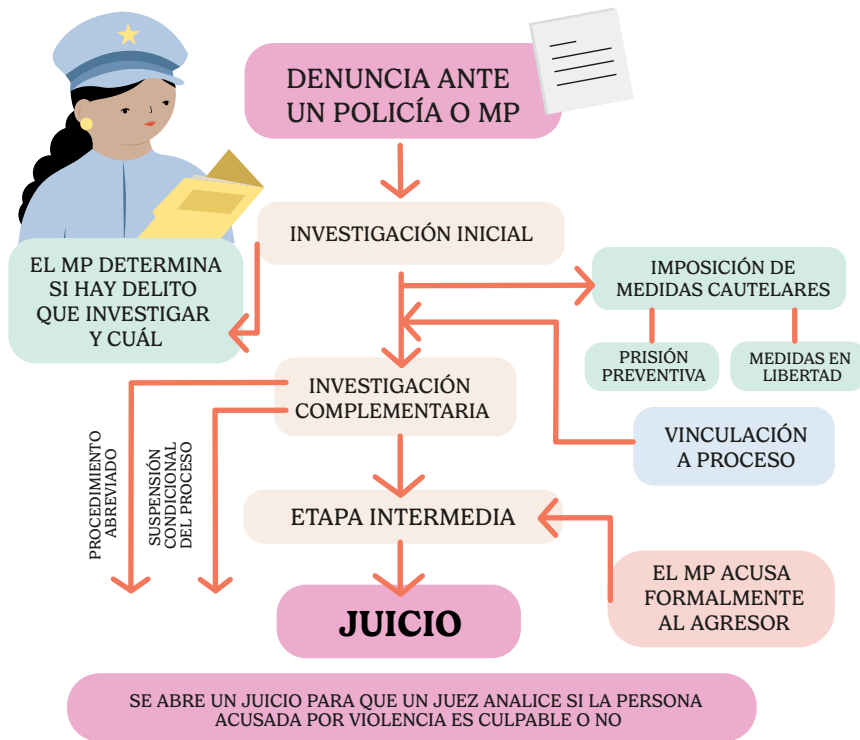 DENUNCIA ANTE
UN POLICÍA O MP
INVESTIGACIÓN INICIAL
EL MP DETERMINA
SI HAY DELITO
QUE INVESTIGAR
Y CUÁL
IMPOSICIÓN DE
MEDIDAS CAUTELARES
PRISIÓN
PREVENTIVA
MEDIDAS EN
LIBERTAD
INVESTIGACIÓN
COMPLEMENTARIA
VINCULACIÓN
A PROCESO
PROCEDIMIENTO
ABREVIADO
SUSPENSIÓN
CONDICIONAL
DEL PROCESO
ETAPA INTERMEDIA
EL MP ACUSA
FORMALMENTE
AL AGRESOR
JUICIO
SE ABRE UN JUICIO PARA QUE UN JUEZ ANALICE SI LA PERSONA
ACUSADA POR VIOLENCIA ES CULPABLE O NO